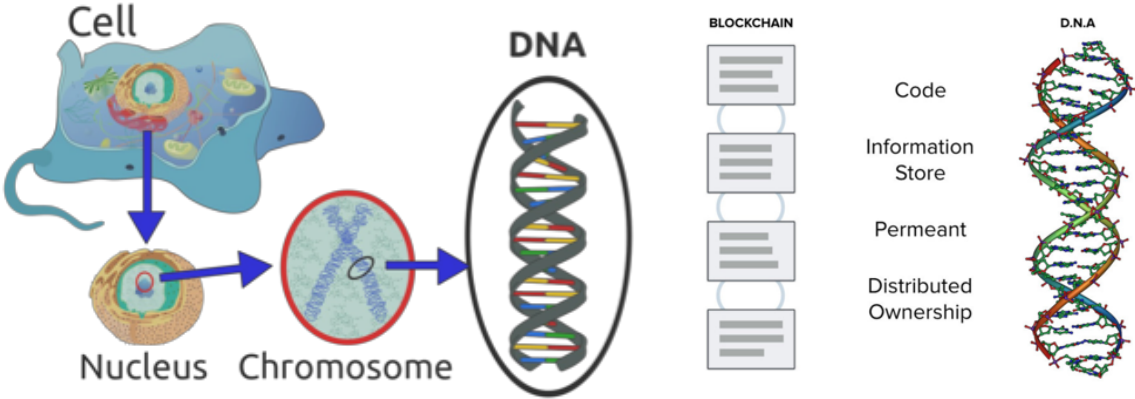 Cell
DNA
Nucleus
Chromosome
BLOCKCHAIN
Code
Information
Store
Permeant
Distributed
Ownership
D.N.A